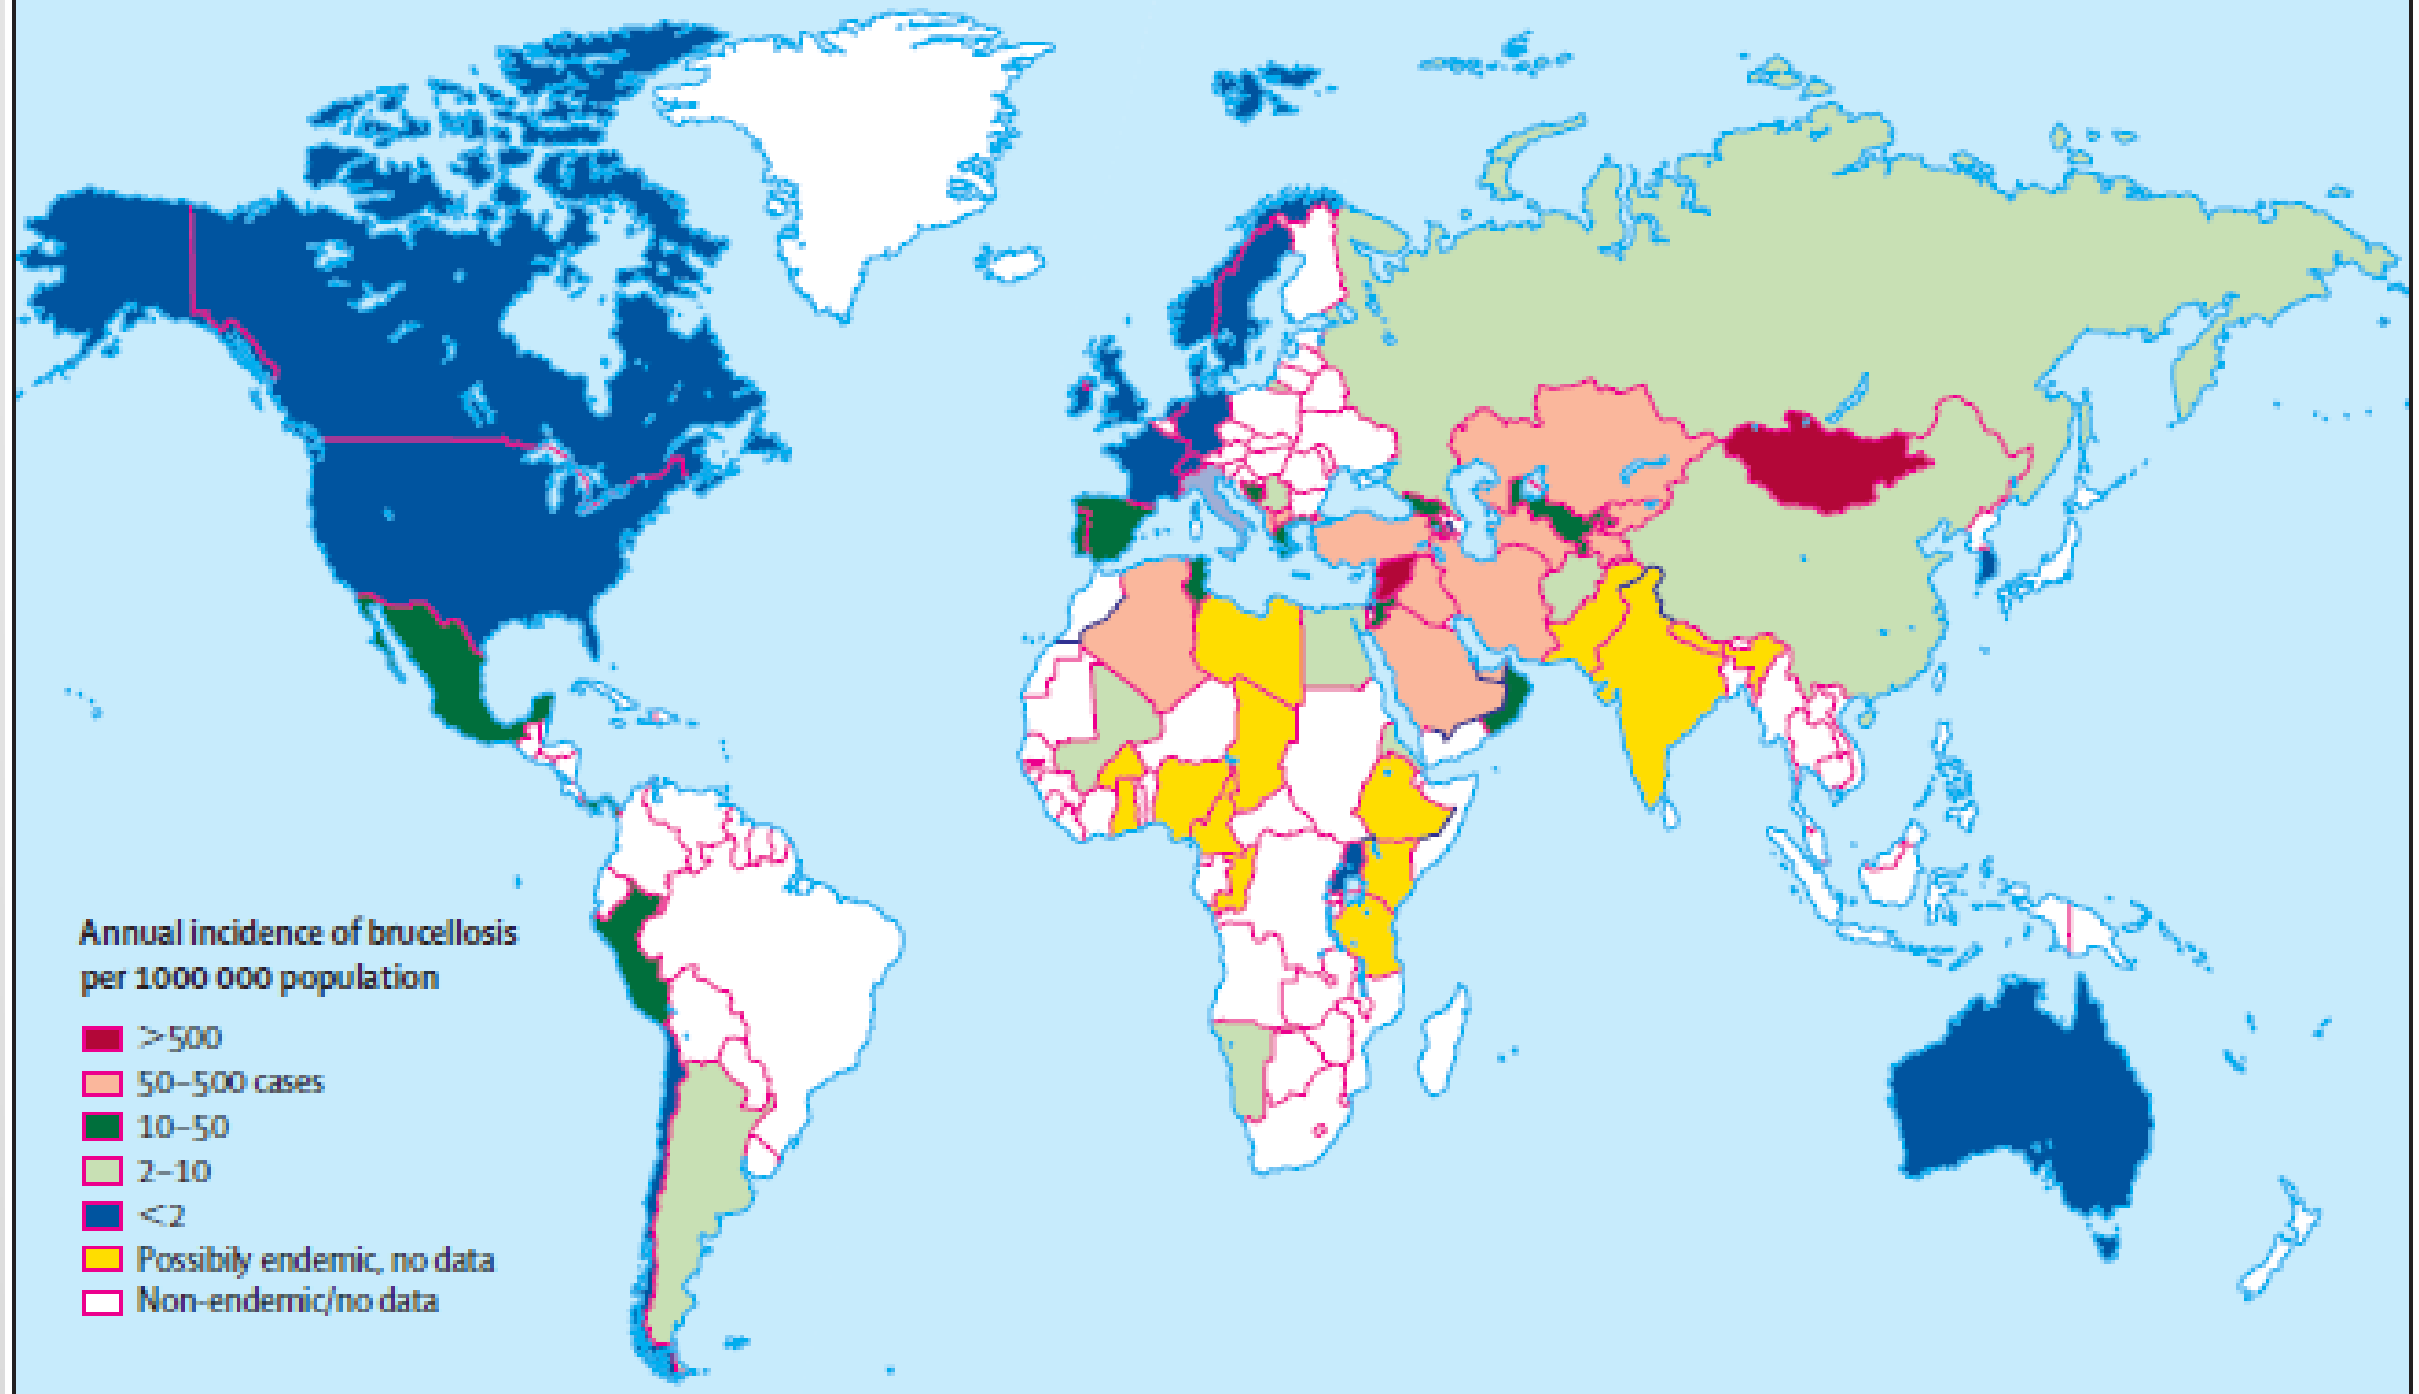 Annual incidence of brucellosis
per 1000 000 population
>500
50–500 cases
10–50
2–10
<2
Possibily endemic, no data
Non-endemic/no data